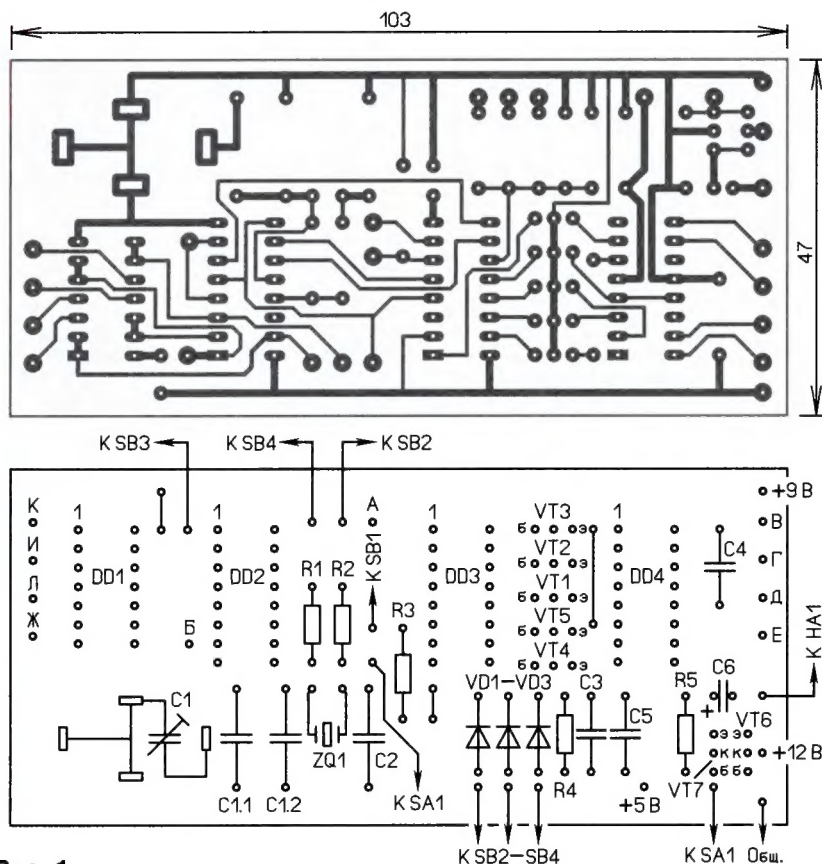 103
47
К SB3
К SB4
К SB2
К
И
Л
Ж
1
DD1
Б
1
DD2
R1
R2
А
К SB1
R3
1
DD3
б VT3 э
б VT2 э
б VT1 э
б VT5 э
б VT4 э
1
DD4
C4
+9 В
В
Г
Д
Е
К HA1
C1
C1.1
C1.2
ZQ1
C2
К SA1
VD1–VD3
R4
C3
C5
+5 В
R5
+
C6
VT6
э э
к к
б б
VT7
+12 В
К SB2–SB4
К SA1
Общ.